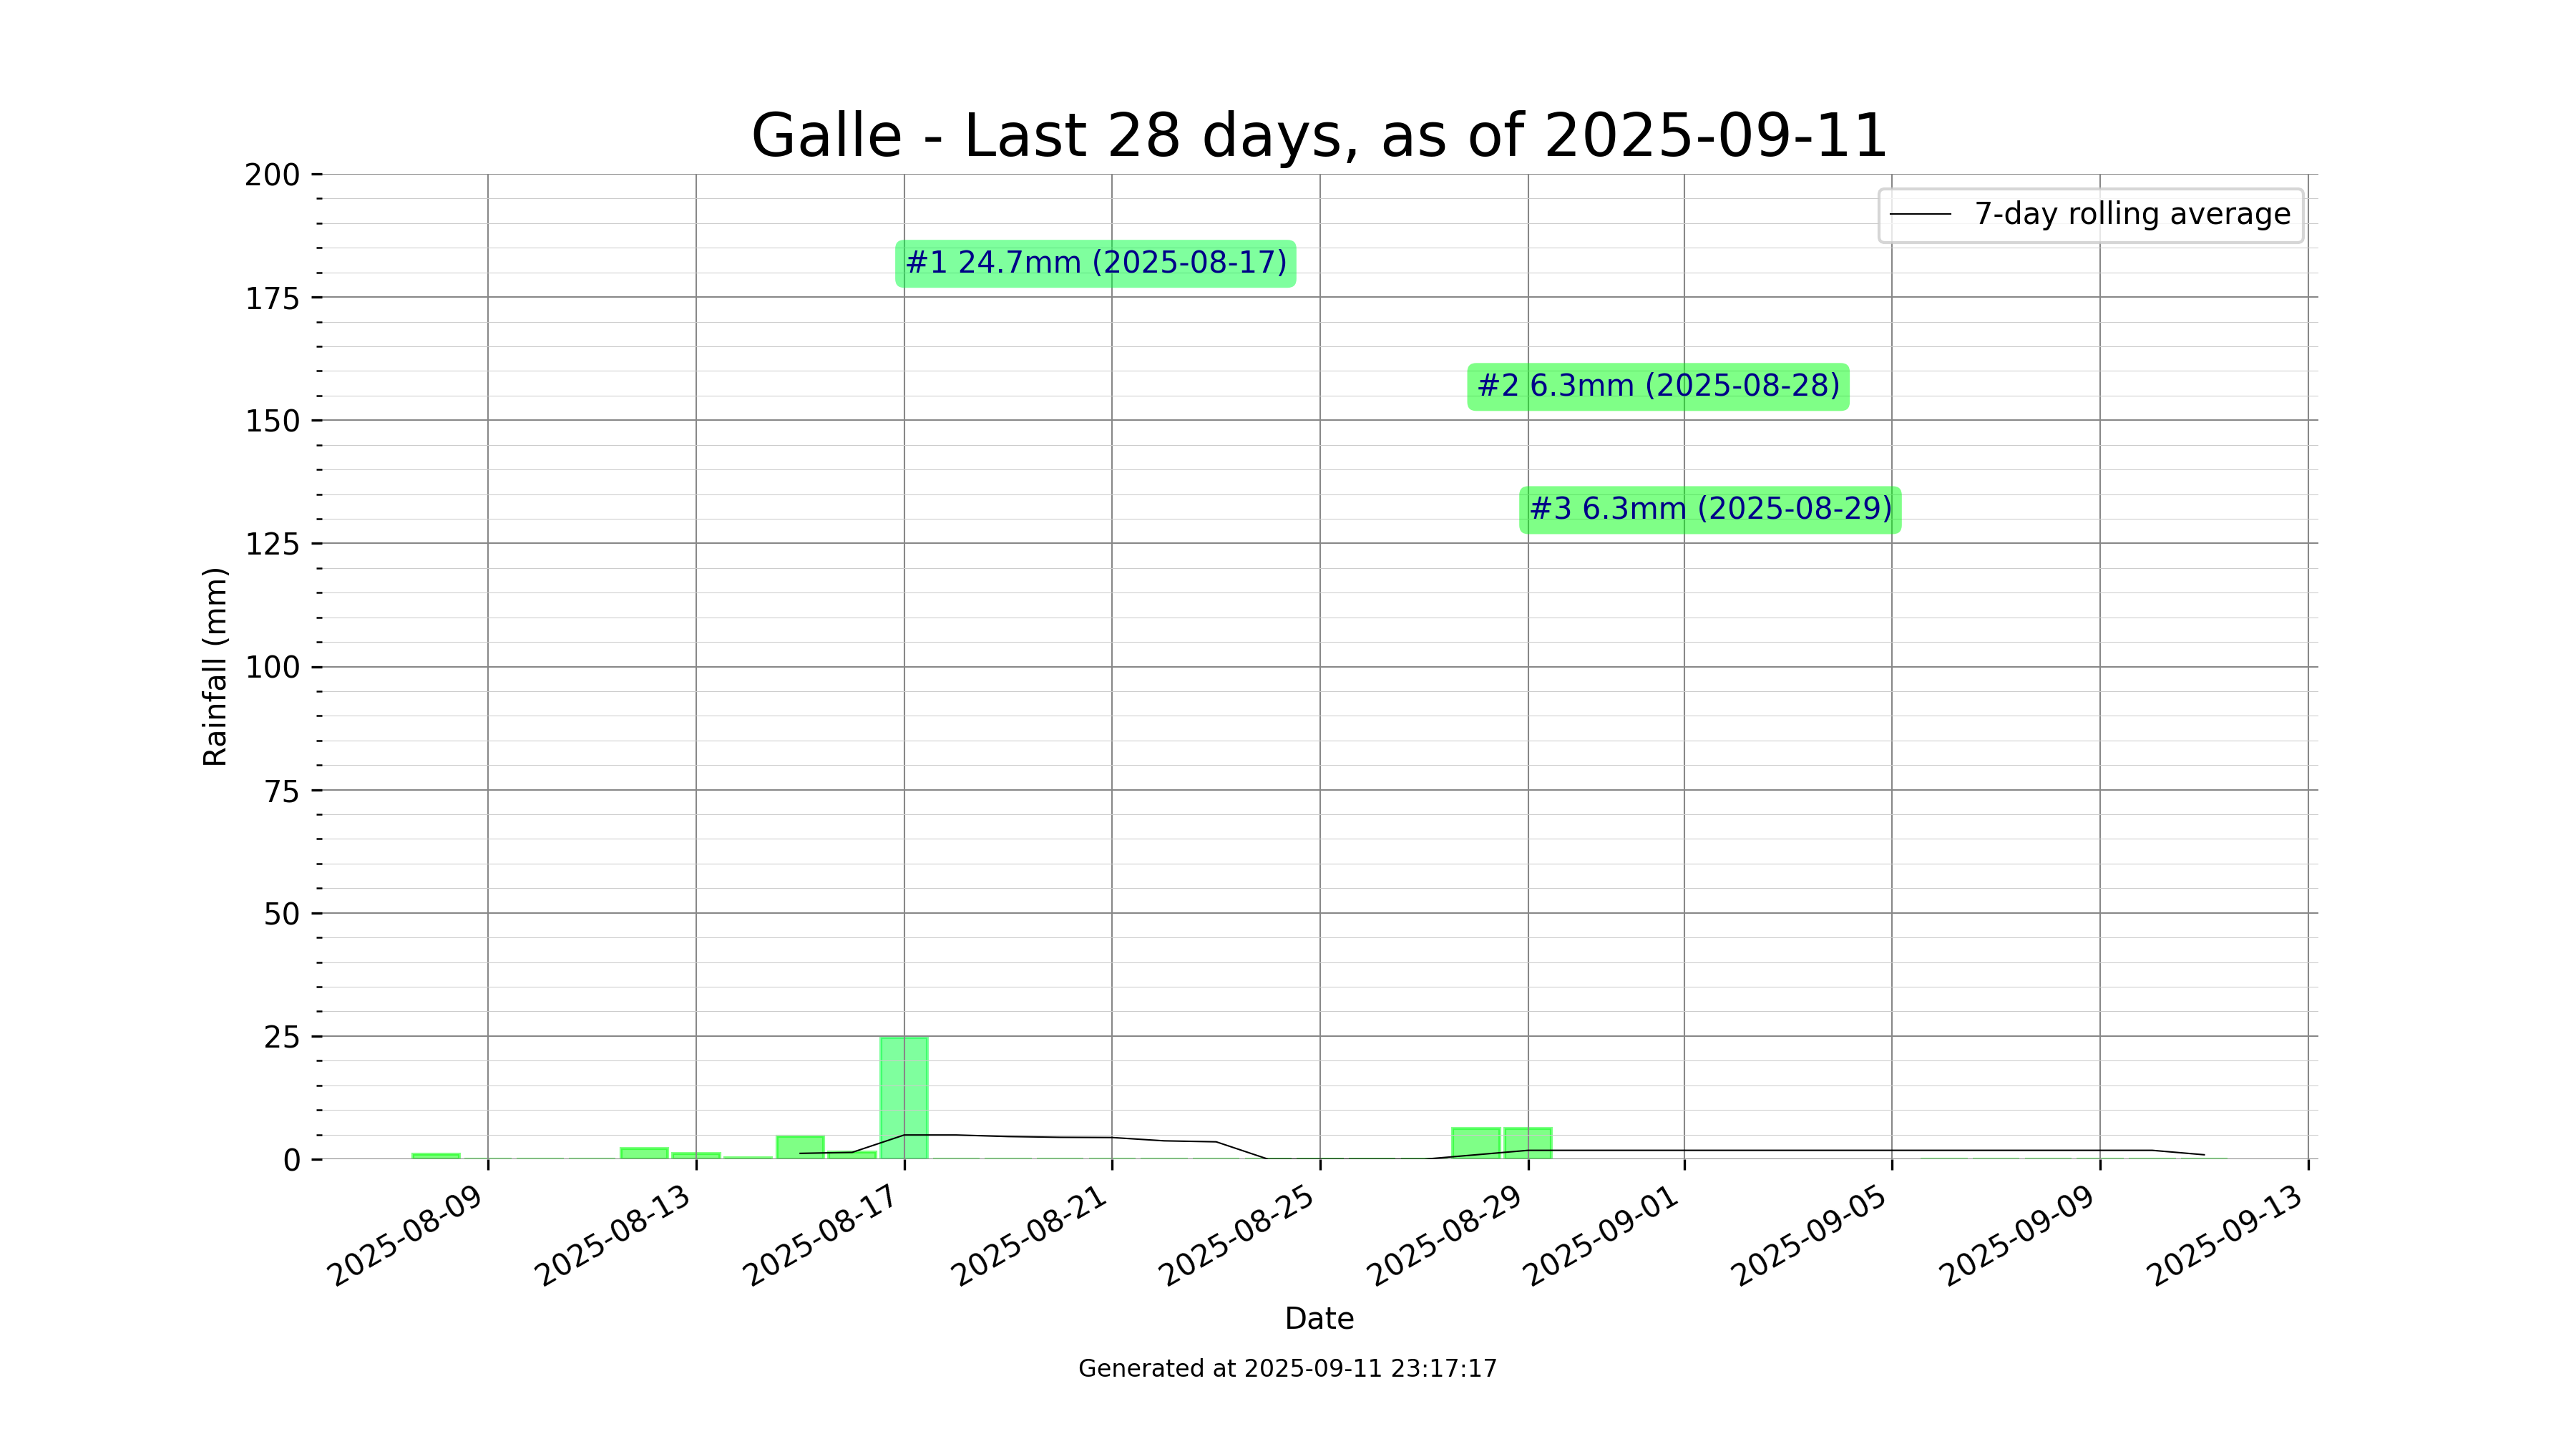 Galle - Last 28 days, as of 2025-09-11
200
175
150
125
100
75
50
25
0
Rainfall (mm)
7-day rolling average
#1 24.7mm (2025-08-17)
#2 6.3mm (2025-08-28)
#3 6.3mm (2025-08-29)
2025-08-09
2025-08-13
2025-08-17
2025-08-21
2025-08-25
2025-08-29
2025-09-01
2025-09-05
2025-09-09
2025-09-13
Date
Generated at 2025-09-11 23:17:17